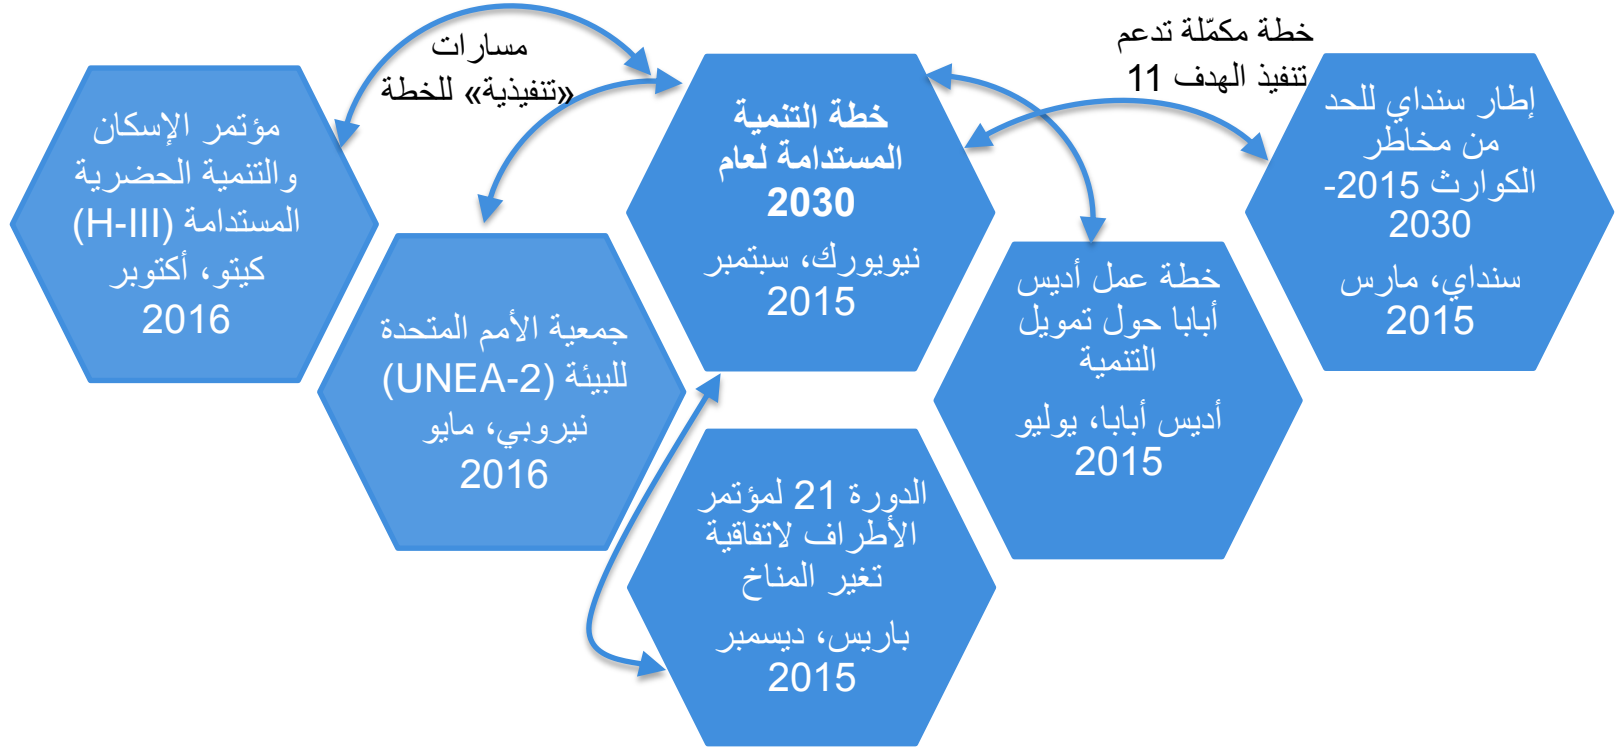 خطة مكمّلة تدعم
تنفيذ الهدف 11
مسارات
«تنفيذية» للخطة
إطار سنداي للحد
من مخاطر
الكوارث 2015-
2030
سنداي، مارس
2015
خطة عمل أديس
أبابا حول تمويل
التنمية
أديس أبابا، يوليو
2015
خطة التنمية
المستدامة لعام
2030
نيويورك، سبتمبر
2015
الدورة 21 لمؤتمر
الأطراف لاتفاقية
تغير المناخ
باريس، ديسمبر
2015
جمعية الأمم المتحدة
للبيئة (UNEA-2)
نيروبي، مايو
2016
مؤتمر الإسكان
والتنمية الحضرية
المستدامة (H-III)
كيتو، أكتوبر
2016